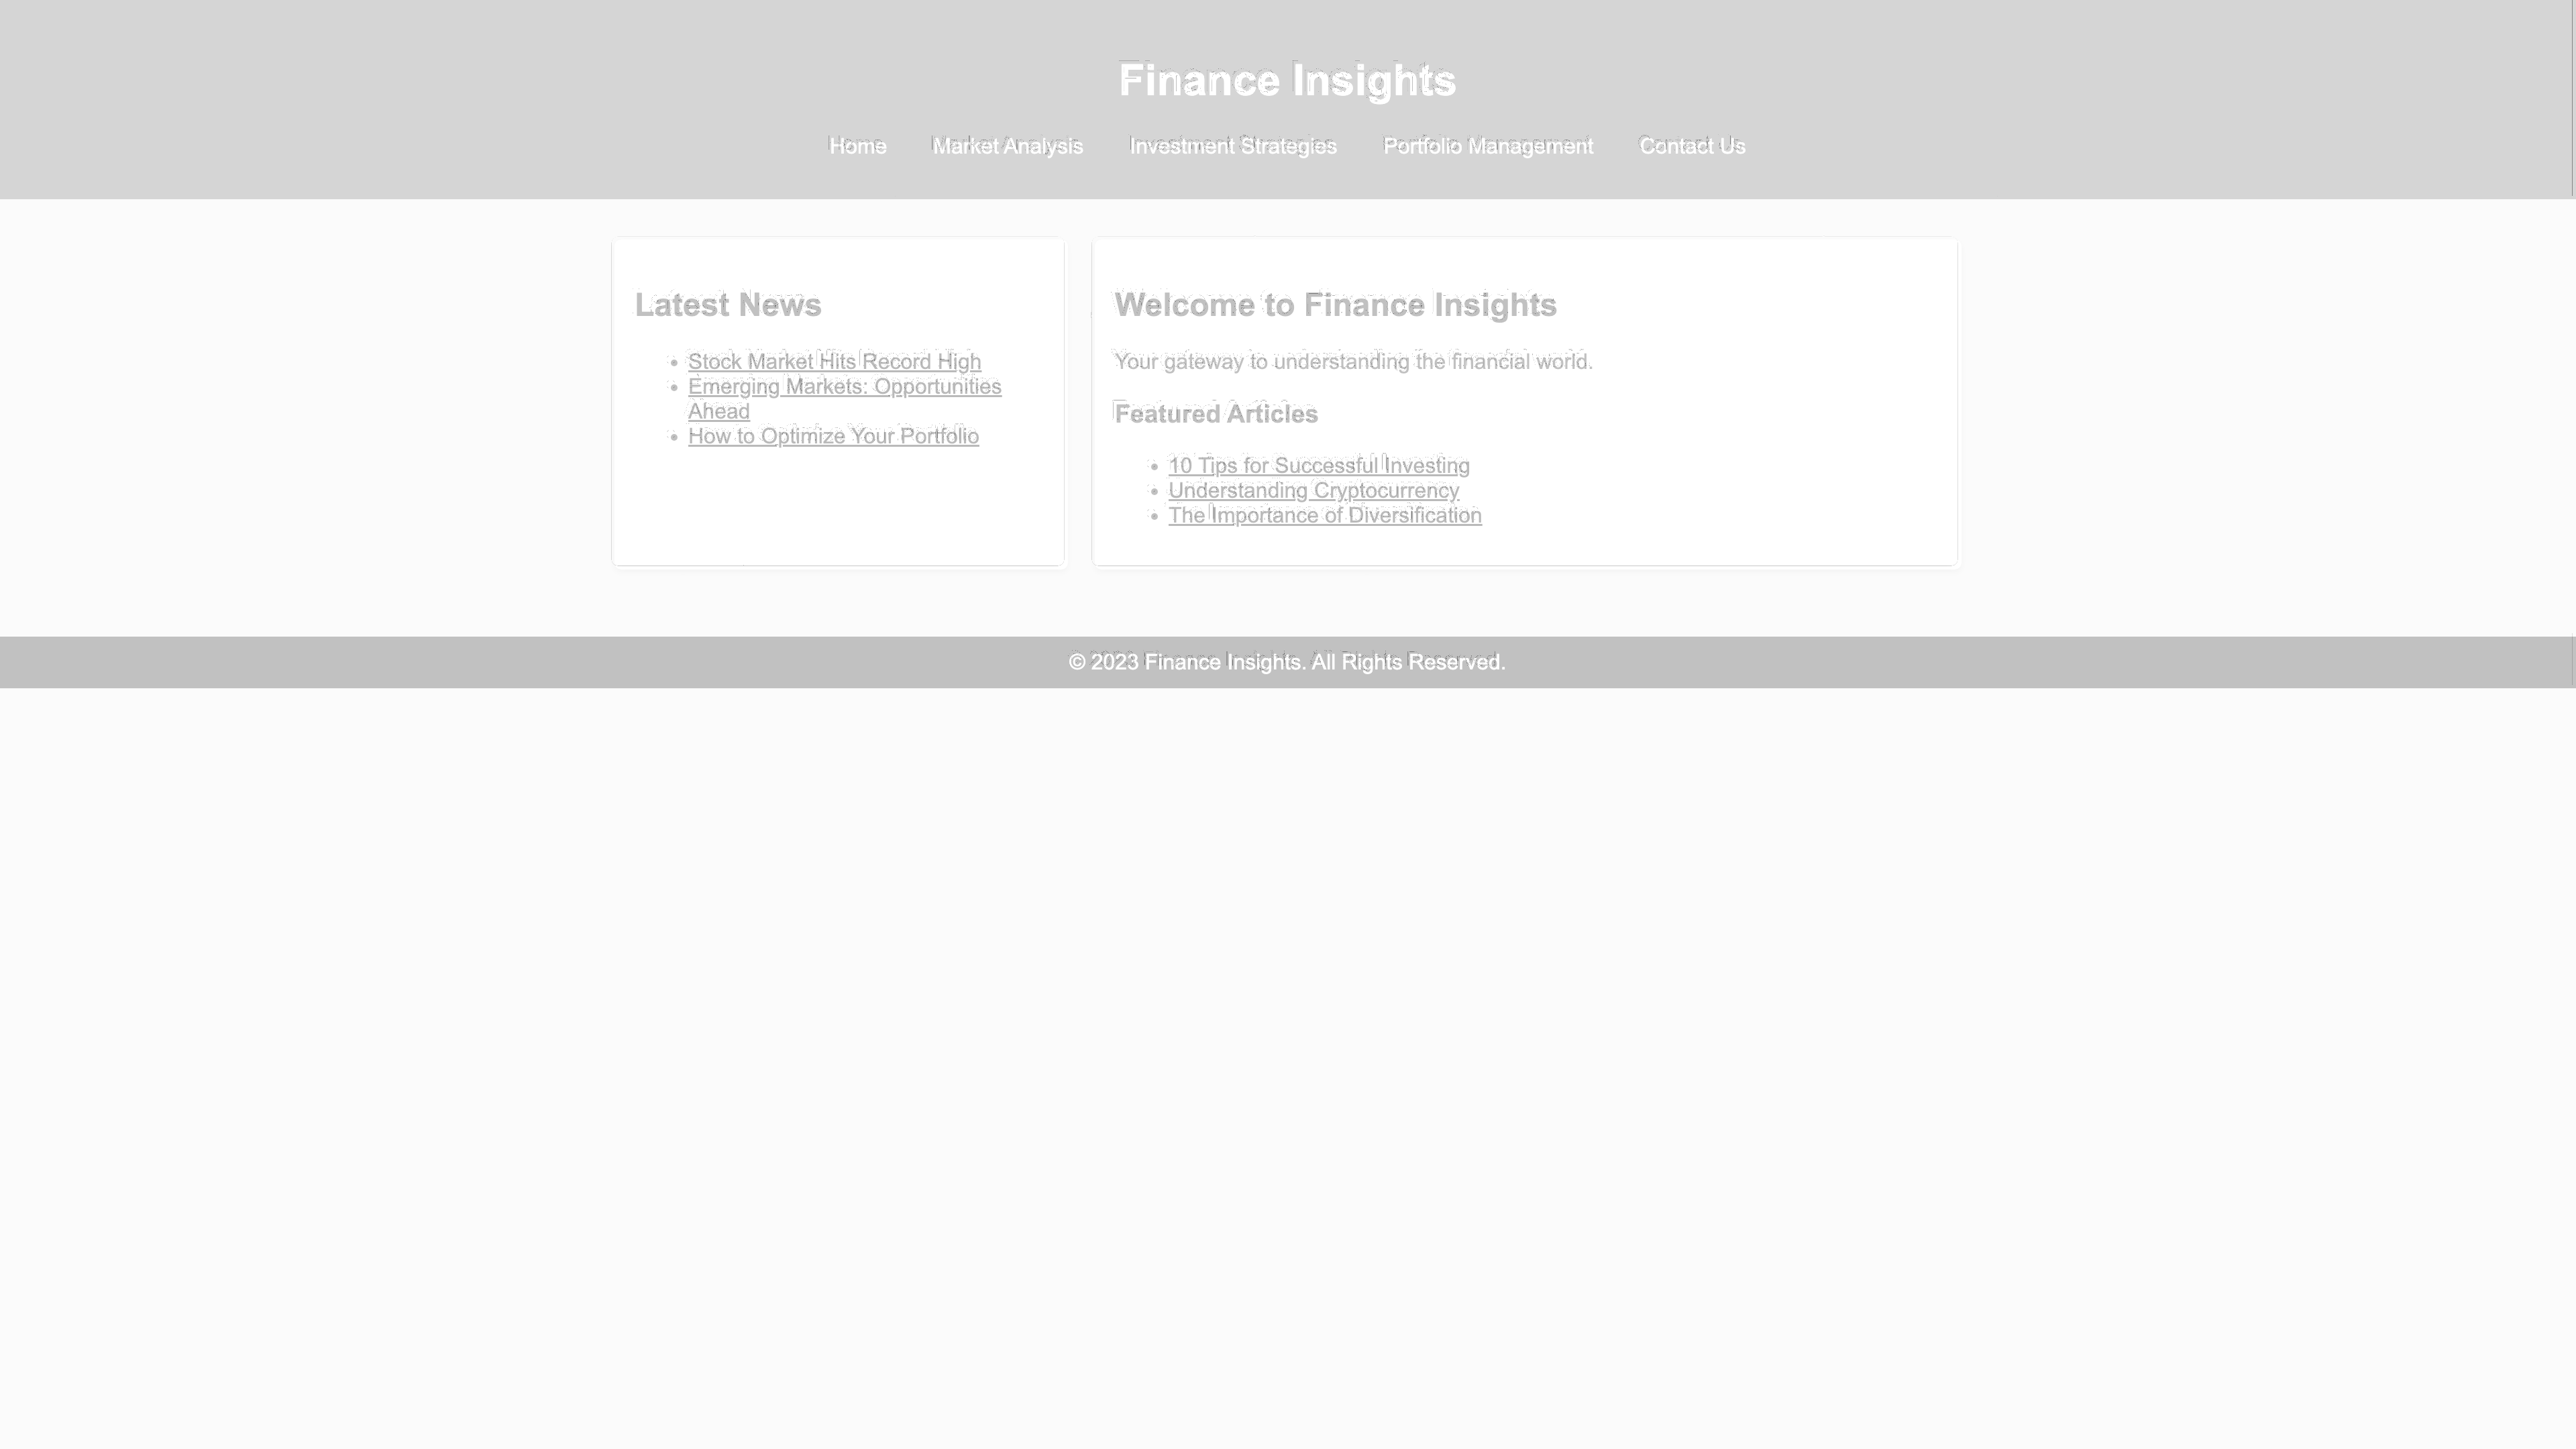 Finance Insights
Home Market Analysis Investment Strategies Portfolio Management Contact Us
Latest News
Stock Market Hits Record High
Emerging Markets: Opportunities
Ahead
How to Optimize Your Portfolio
Welcome to Finance Insights
Your gateway to understanding the financial world.
Featured Articles
10 Tips for Successful Investing
Understanding Cryptocurrency
The Importance of Diversification
© 2023 Finance Insights. All Rights Reserved.